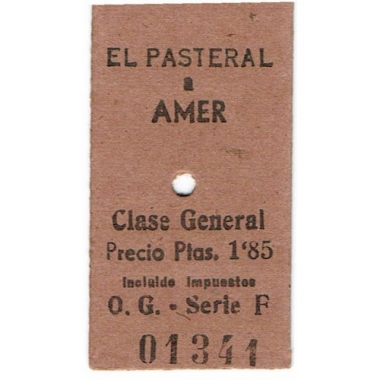 EL PASTERAL
a
AMER
Clase General
Precio Ptas. 1'85
Incluido impuestos
O. G. - Serie F
01341